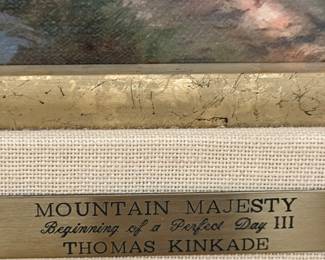 MOUNTAIN MAJESTY
Beginning of a Perfect Day III
THOMAS KINKADE